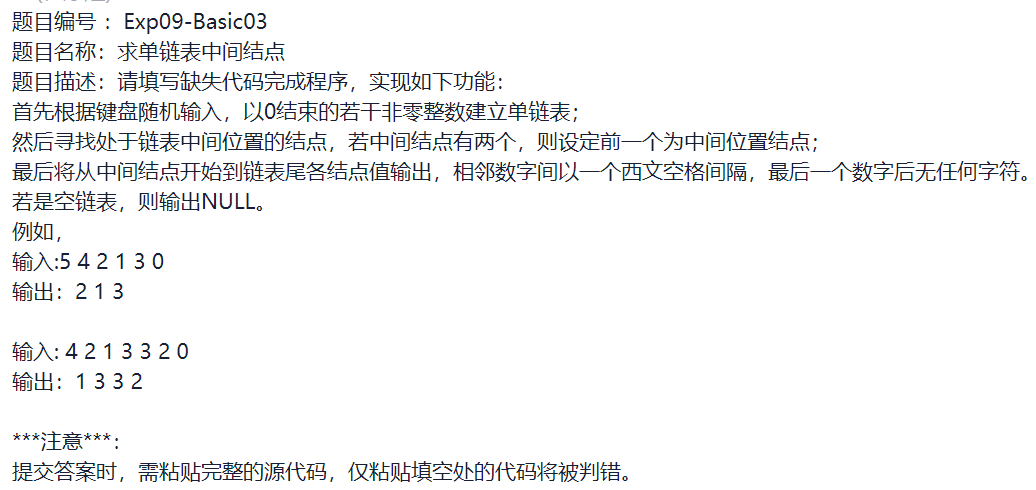 题目编号 ：Exp09-Basic03
题目名称：求单链表中间结点
题目描述：请填写缺失代码完成程序，实现如下功能：
首先根据键盘随机输入，以0结束的若干非零整数建立单链表；
然后寻找处于链表中间位置的结点，若中间结点有两个，则设定前一个为中间位置结点；
最后将从中间结点开始到链表尾各结点值输出，相邻数字间以一个西文空格间隔，最后一个数字后无任何字符。
若是空链表，则输出NULL。
例如，
输入:5 4 2 1 3 0
输出：2 1 3
输入: 4 2 1 3 3 2 0
输出：1 3 3 2
***注意***：
提交答案时，需粘贴完整的源代码，仅粘贴填空处的代码将被判错。